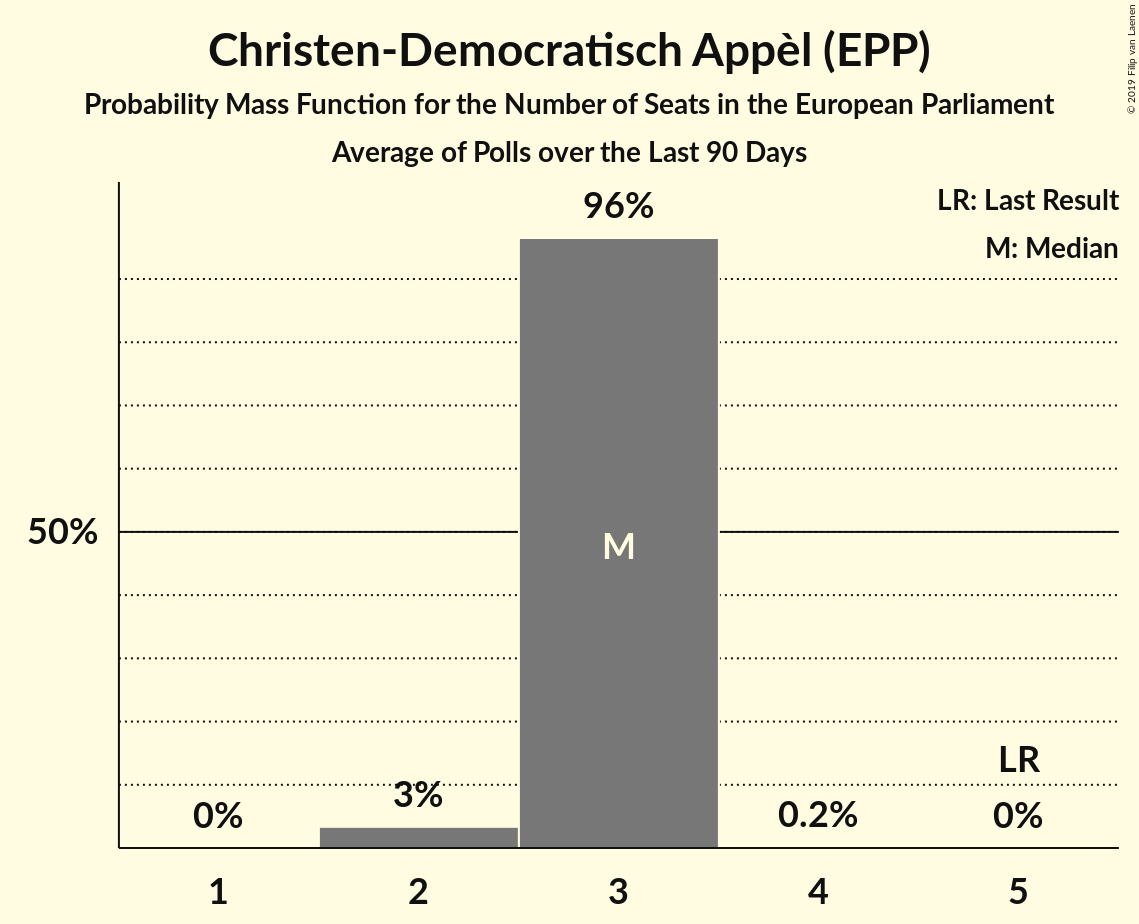 Christen-Democratisch Appèl (EPP)
Probability Mass Function for the Number of Seats in the European Parliament
Average of Polls over the Last 90 Days
© 2019 Filip van Laenen
LR: Last Result
M: Median
96%
50%
M
LR
0%
3%
0.2%
0%
1 2 3 4 5